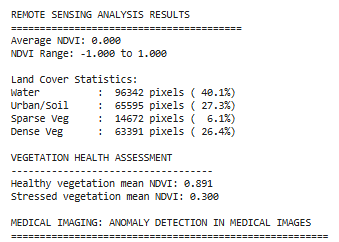 REMOTE SENSING ANALYSIS RESULTS
========================================
Average NDVI: 0.000
NDVI Range: -1.000 to 1.000
Land Cover Statistics:
Water          :  96342 pixels ( 40.1%)
Urban/Soil     :  65595 pixels ( 27.3%)
Sparse Veg     :  14672 pixels (  6.1%)
Dense Veg      :  63391 pixels ( 26.4%)
VEGETATION HEALTH ASSESSMENT
-----------------------------------
Healthy vegetation mean NDVI: 0.891
Stressed vegetation mean NDVI: 0.300
MEDICAL IMAGING: ANOMALY DETECTION IN MEDICAL IMAGES
=======================================================